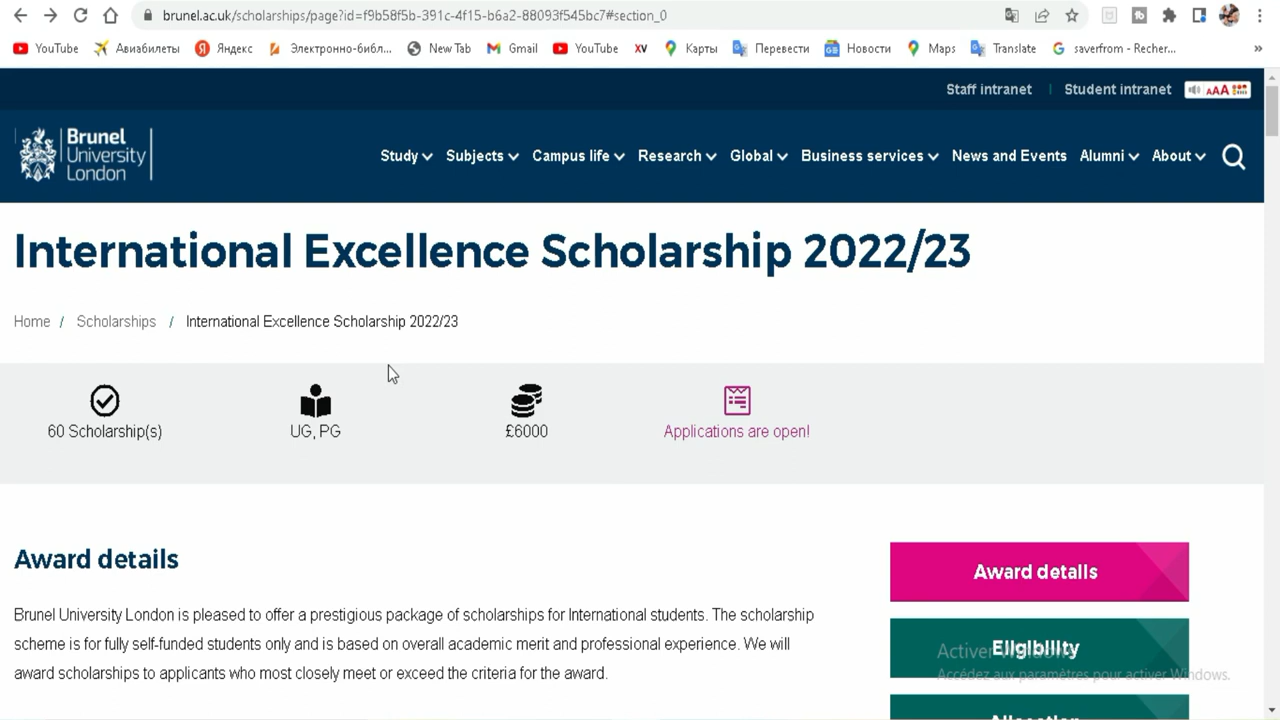 brunel.ac.uk/scholarships/page?id=f9b58f5b-391c-4f15-b6a2-88093f545bc7#section_0
YouTube Авиабилеты Яндекс Электронно-библ... New Tab Gmail YouTube XV Карты Перевести Новости Maps Translate saverfrom - Recher... »
Staff intranet Student intranet AAA
Brunel
University
London
Study Subjects Campus life Research Global Business services News and Events Alumni About
International Excellence Scholarship 2022/23
Home / Scholarships / International Excellence Scholarship 2022/23
60 Scholarship(s) UG, PG £6000 Applications are open!
Award details
Award details
Brunel University London is pleased to offer a prestigious package of scholarships for International students. The scholarship
scheme is for fully self-funded students only and is based on overall academic merit and professional experience. We will
award scholarships to applicants who most closely meet or exceed the criteria for the award.
Eligibility
Activer Windows
Accédez aux paramètres pour activer Windows.
Allocation